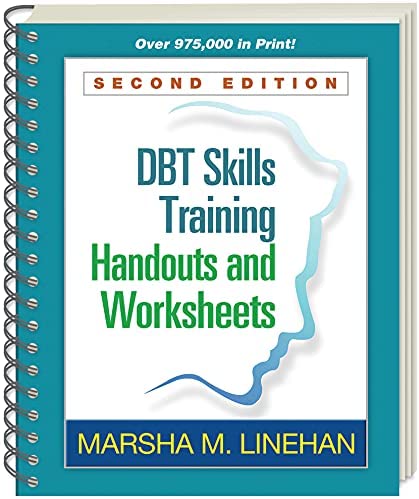 Over 975,000 in Print!
SECOND EDITION
DBT Skills
Training
Handouts and
Worksheets
MARSHA M. LINEHAN